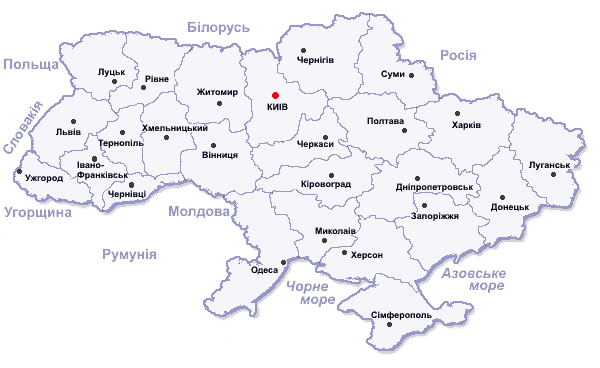 Білорусь
Росія
Польща
Чернігів
Луцьк
Рівне
Суми
Житомир
КИЇВ
Словакія
Львів
Тернопіль
Хмельницький
Вінниця
Черкаси
Полтава
Харків
Івано-
Франківськ
Ужгород
Чернівці
Кіровоград
Дніпропетровськ
Луганськ
Донецьк
Запоріжжя
Угорщина
Молдова
Румунія
Миколаїв
Херсон
Одеса
Чорне
море
Азовське
море
Сімферополь